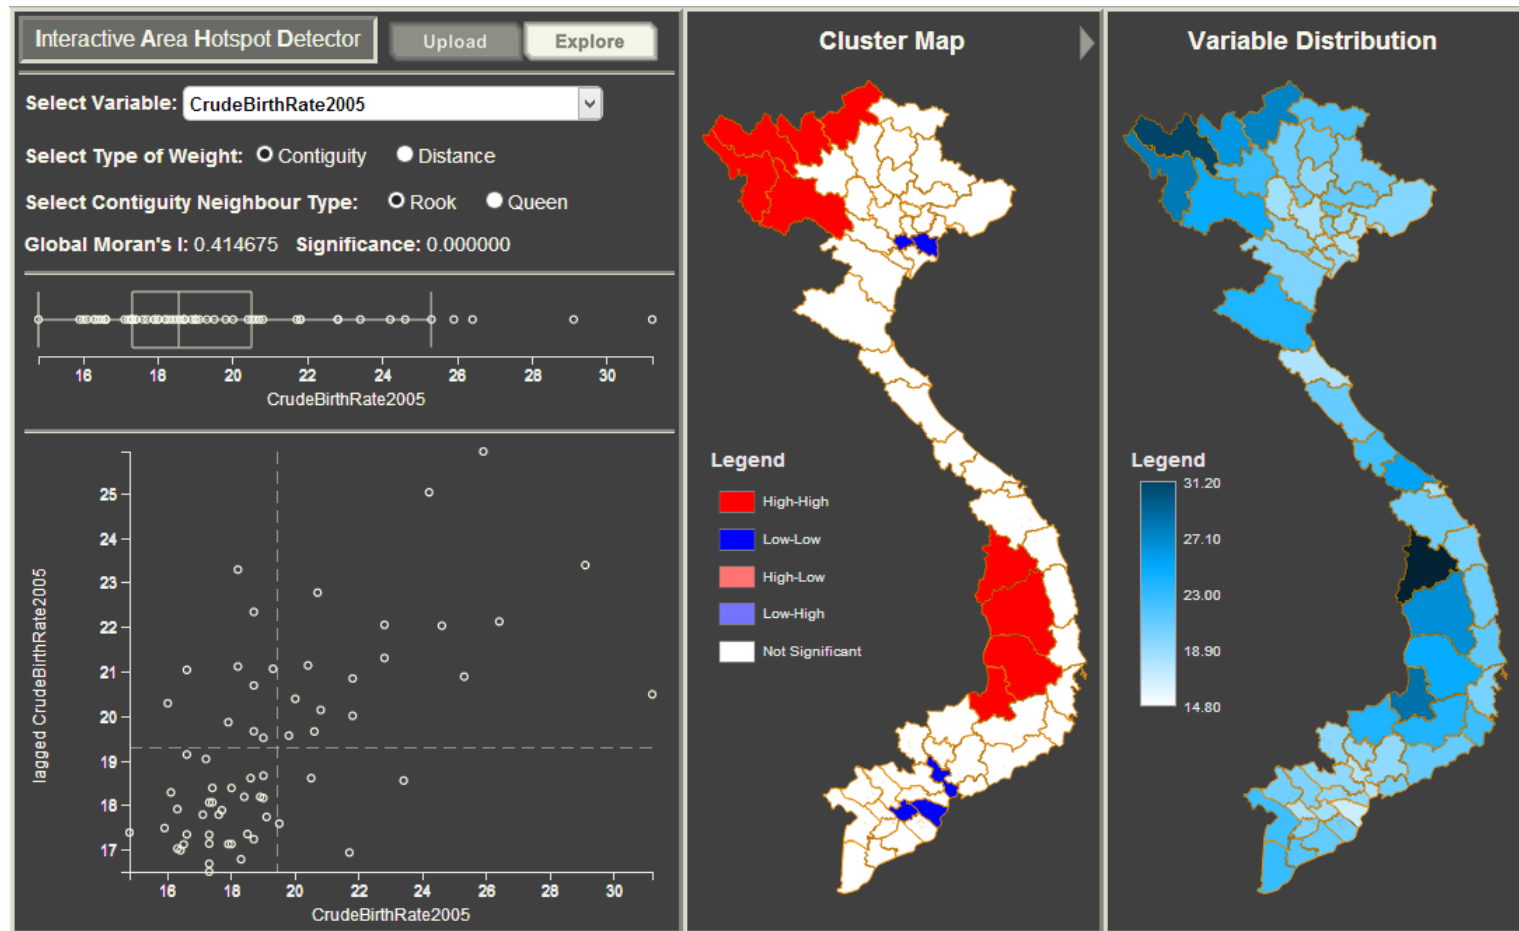 Interactive Area Hotspot Detector
Upload
Explore
Select Variable: CrudeBirthRate2005
Select Type of Weight: Contiguity Distance
Select Contiguity Neighbour Type: Rook Queen
Global Moran's I: 0.414675 Significance: 0.000000
16 18 20 22 24 26 28 30
CrudeBirthRate2005
25
24
23
22
21
20
19
18
17
lagged CrudeBirthRate2005
16 18 20 22 24 26 28 30
CrudeBirthRate2005
Cluster Map
Legend
High-High
Low-Low
High-Low
Low-High
Not Significant
Variable Distribution
Legend
31.20
27.10
23.00
18.90
14.80